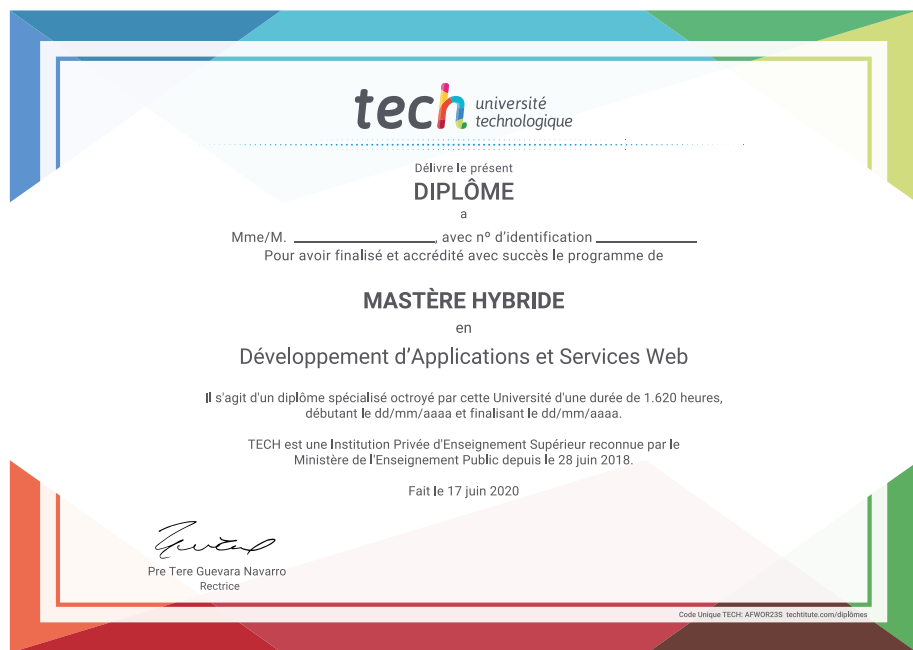 tech université
technologique
Délivre le présent
DIPLÔME
a
Mme/M. ____________, avec nº d'identification ____________
Pour avoir finalisé et accrédité avec succès le programme de
MASTÈRE HYBRIDE
en
Développement d'Applications et Services Web
Il s'agit d'un diplôme spécialisé octroyé par cette Université d'une durée de 1.620 heures,
débutant le dd/mm/aaaa et finalisant le dd/mm/aaaa.
TECH est une Institution Privée d'Enseignement Supérieur reconnue par le
Ministère de l'Enseignement Public depuis le 28 juin 2018.
Fait le 17 juin 2020
Pre Tere Guevara Navarro
Rectrice
Code Unique TECH: AFWOR23S techtitute.com/diplômes